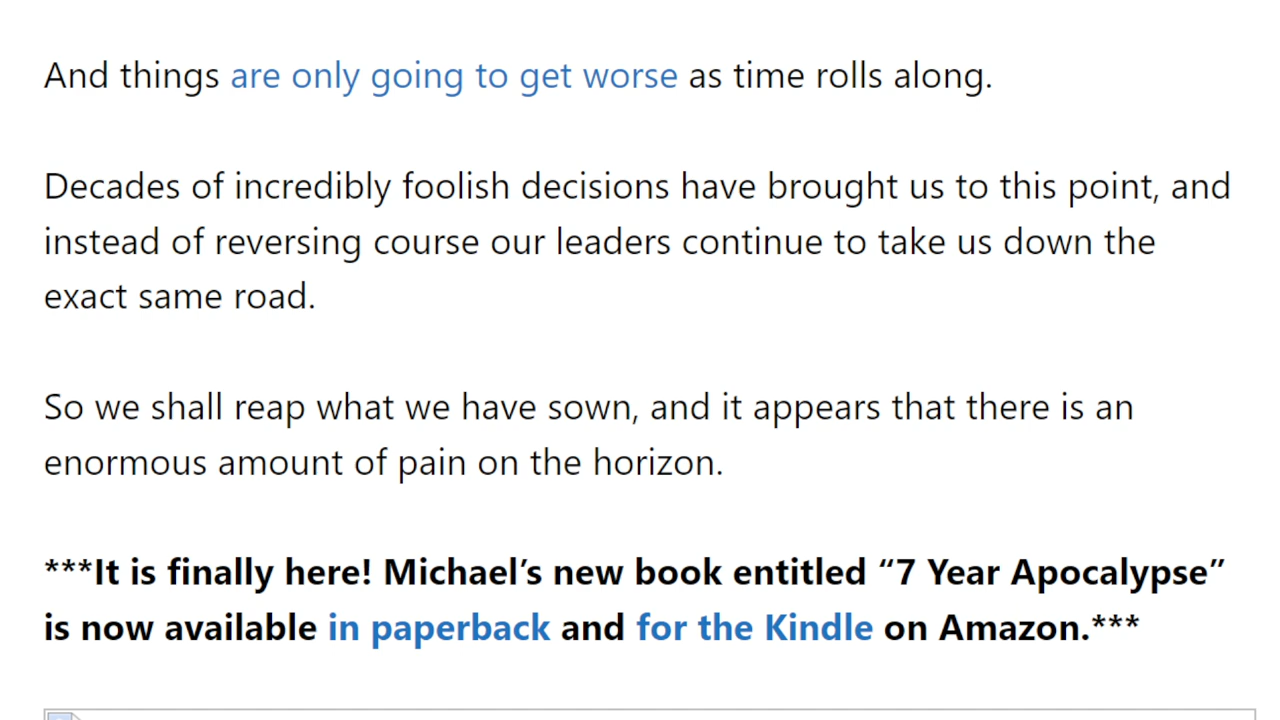 And things are only going to get worse as time rolls along.
Decades of incredibly foolish decisions have brought us to this point, and
instead of reversing course our leaders continue to take us down the
exact same road.
So we shall reap what we have sown, and it appears that there is an
enormous amount of pain on the horizon.
***It is finally here! Michael’s new book entitled “7 Year Apocalypse”
is now available in paperback and for the Kindle on Amazon.***